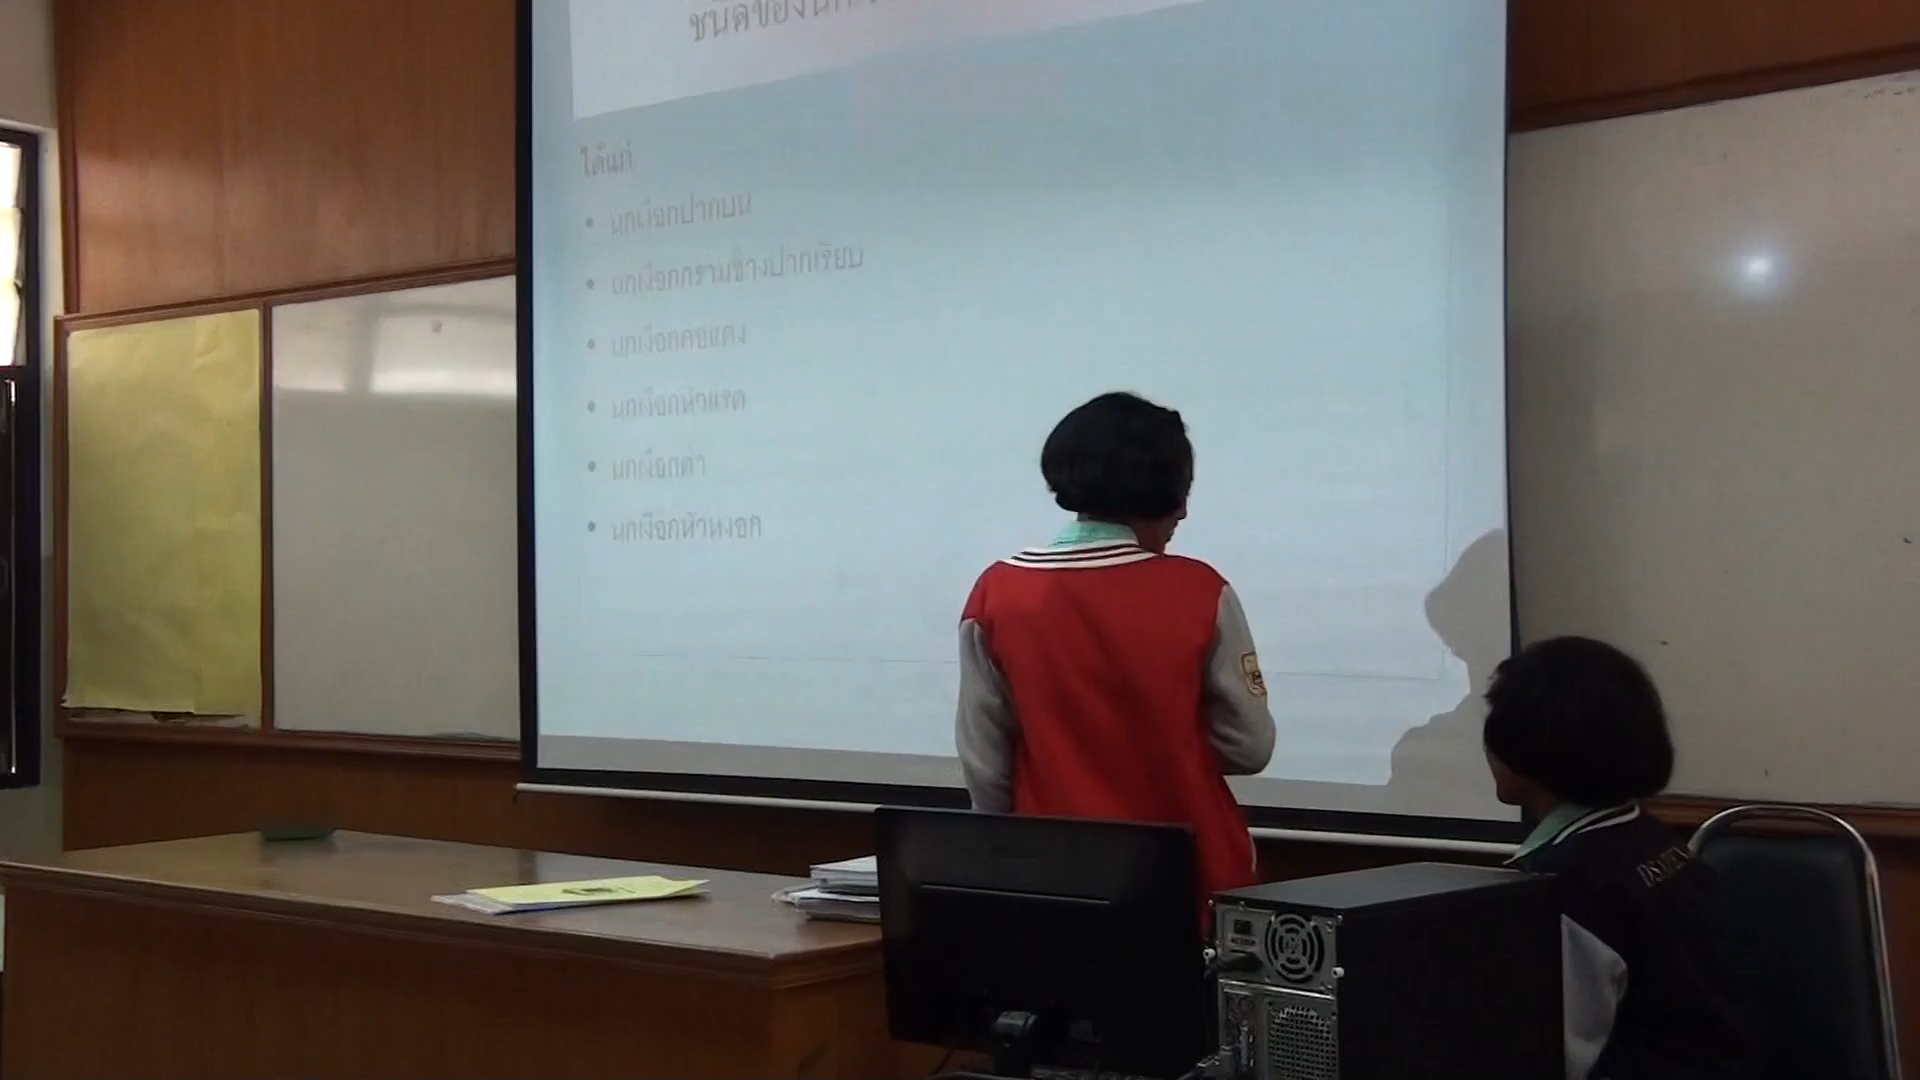 ชนิดของนก
ได้แก่
• นกเงือกปากบน
• นกเงือกกรามช้างปากเรียบ
• นกเงือกคอแดง
• นกเงือกหัวแรด
• นกเงือกดำ
• นกเงือกหัวหงอก